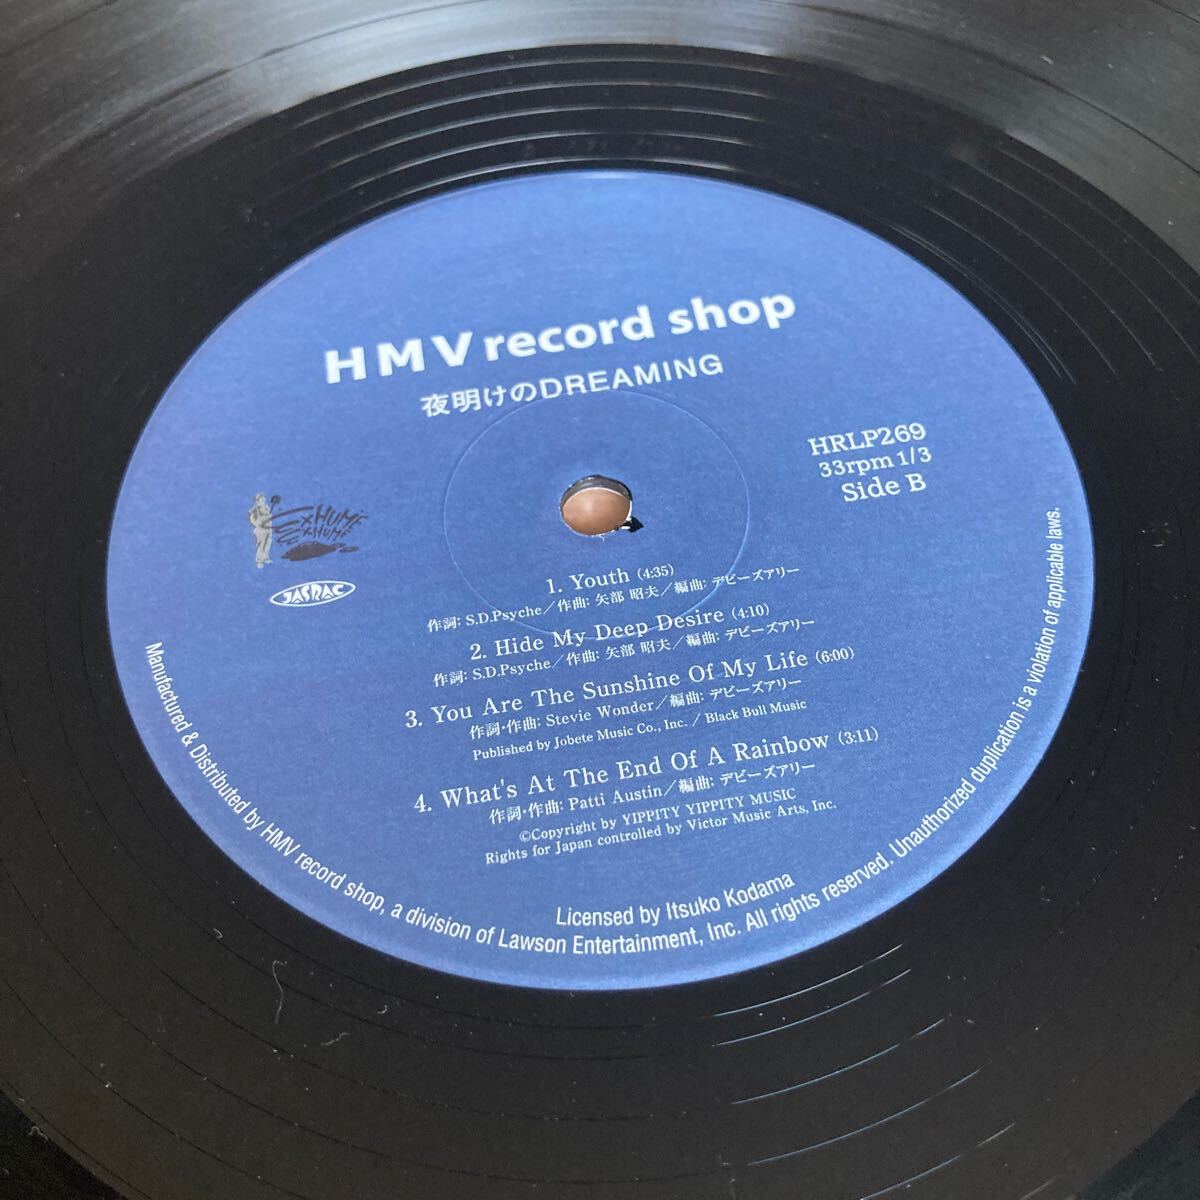 HMV record shop
夜明けのDREAMING
HRLP269
33rpm 1/3
Side B
EXHUME
EXHUME
JASRAC
1. Youth (4:35)
作詞: S.D.Psyche／作曲: 矢部 昭夫／編曲: デビーズアリー
2. Hide My Deep Desire (4:10)
作詞: S.D.Psyche／作曲: 矢部 昭夫／編曲: デビーズアリー
3. You Are The Sunshine Of My Life (6:00)
作詞・作曲: Stevie Wonder／編曲: デビーズアリー
Published by Jobete Music Co., Inc. / Black Bull Music
4. What's At The End Of A Rainbow (3:11)
作詞・作曲: Patti Austin／編曲: デビーズアリー
©Copyright by YIPPITY YIPPITY MUSIC
Rights for Japan controlled by Victor Music Arts, Inc.
Licensed by Itsuko Kodama
Manufactured & Distributed by HMV record shop, a division of Lawson Entertainment, Inc. All rights reserved. Unauthorized duplication is a violation of applicable laws.